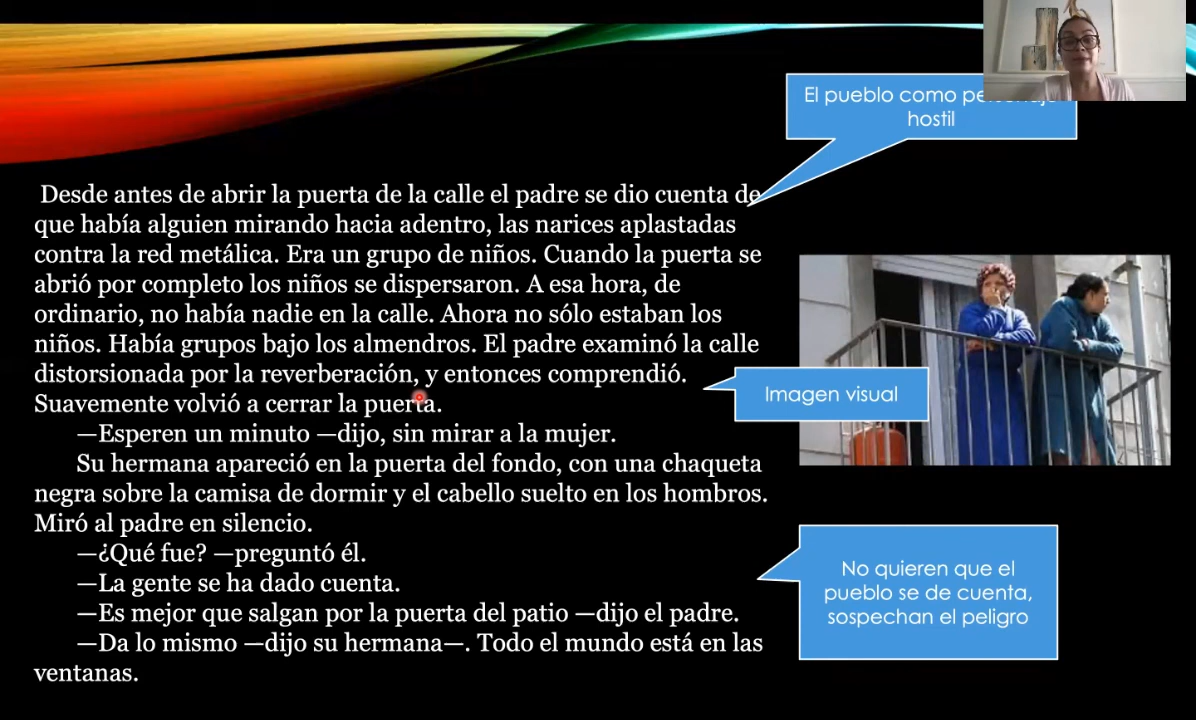 El pueblo como personaje
hostil
Desde antes de abrir la puerta de la calle el padre se dio cuenta de
que había alguien mirando hacia adentro, las narices aplastadas
contra la red metálica. Era un grupo de niños. Cuando la puerta se
abrió por completo los niños se dispersaron. A esa hora, de
ordinario, no había nadie en la calle. Ahora no sólo estaban los
niños. Había grupos bajo los almendros. El padre examinó la calle
distorsionada por la reverberación, y entonces comprendió.
Suavemente volvió a cerrar la puerta.
—Esperen un minuto —dijo, sin mirar a la mujer.
Su hermana apareció en la puerta del fondo, con una chaqueta
negra sobre la camisa de dormir y el cabello suelto en los hombros.
Miró al padre en silencio.
—¿Qué fue? —preguntó él.
—La gente se ha dado cuenta.
—Es mejor que salgan por la puerta del patio —dijo el padre.
—Da lo mismo —dijo su hermana—. Todo el mundo está en las
ventanas.
Imagen visual
No quieren que el
pueblo se de cuenta,
sospechan el peligro